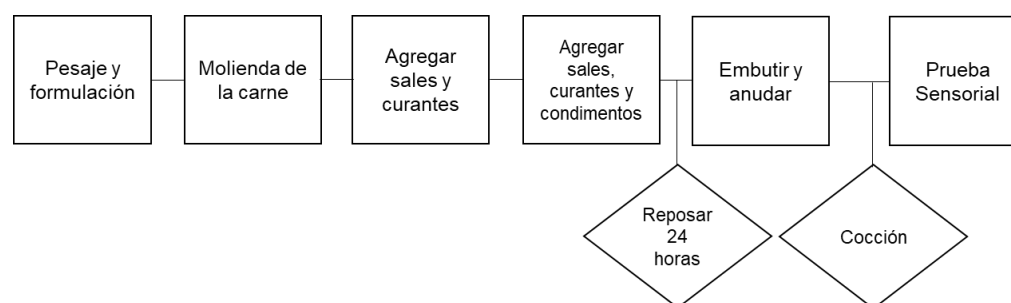 Pesaje y
formulación
Molienda de
la carne
Agregar
sales y
curantes
Agregar
sales,
curantes y
condimentos
Embutir y
anudar
Prueba
Sensorial
Reposar
24
horas
Cocción